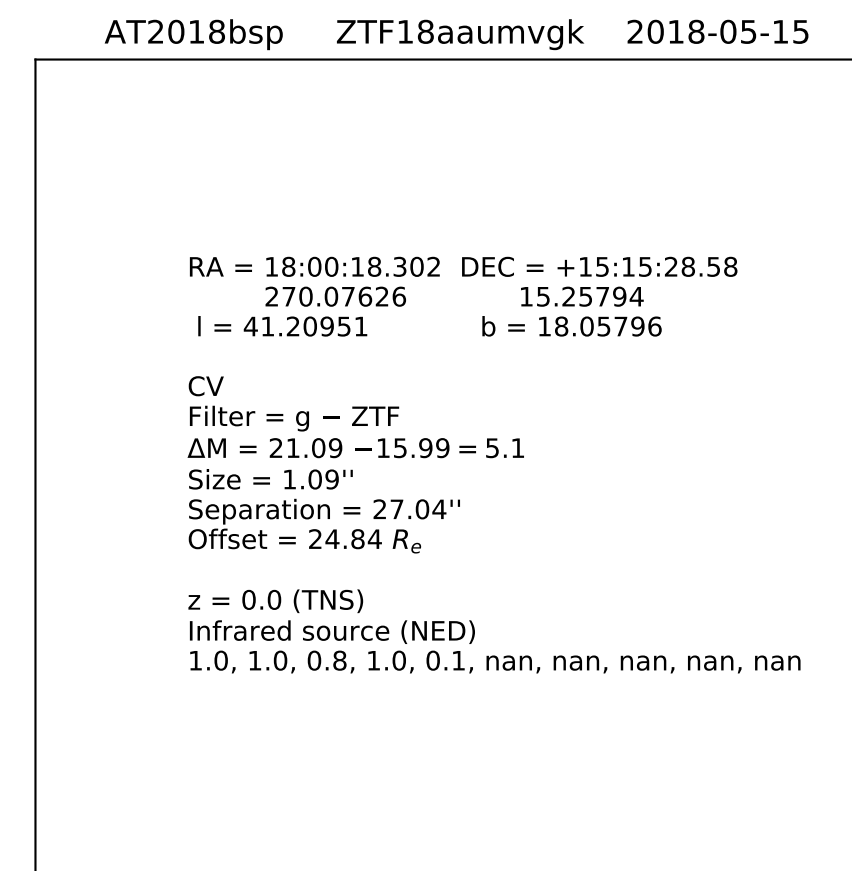 AT2018bsp ZTF18aaumvgk 2018-05-15
RA = 18:00:18.302 DEC = +15:15:28.58
270.07626 15.25794
l = 41.20951 b = 18.05796
CV
Filter = g − ZTF
ΔM = 21.09 −15.99 = 5.1
Size = 1.09''
Separation = 27.04''
Offset = 24.84 Rₑ
z = 0.0 (TNS)
Infrared source (NED)
1.0, 1.0, 0.8, 1.0, 0.1, nan, nan, nan, nan, nan